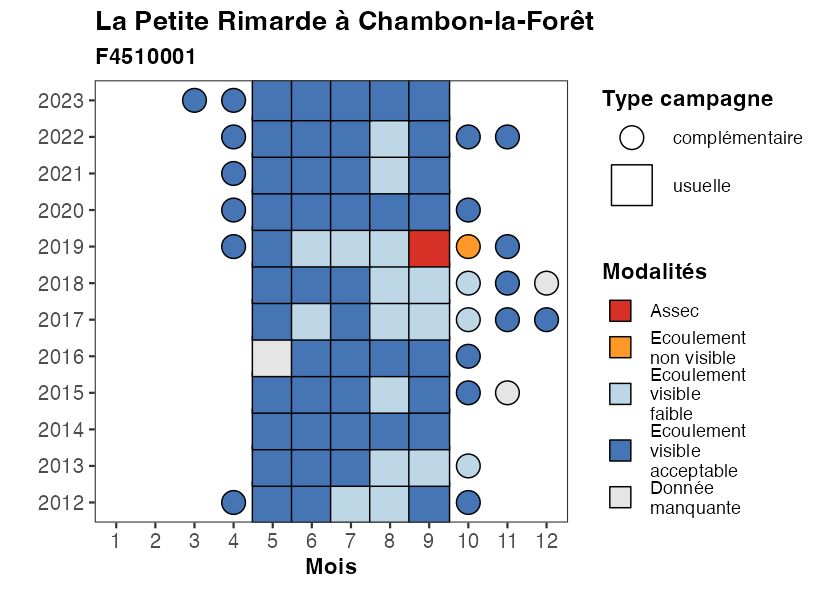 La Petite Rimarde à Chambon-la-Forêt
F4510001
2023
2022
2021
2020
2019
2018
2017
2016
2015
2014
2013
2012
1 2 3 4 5 6 7 8 9 10 11 12
Mois
Type campagne
complémentaire
usuelle
Modalités
Assec
Ecoulement
non visible
Ecoulement
visible
faible
Ecoulement
visible
acceptable
Donnée
manquante